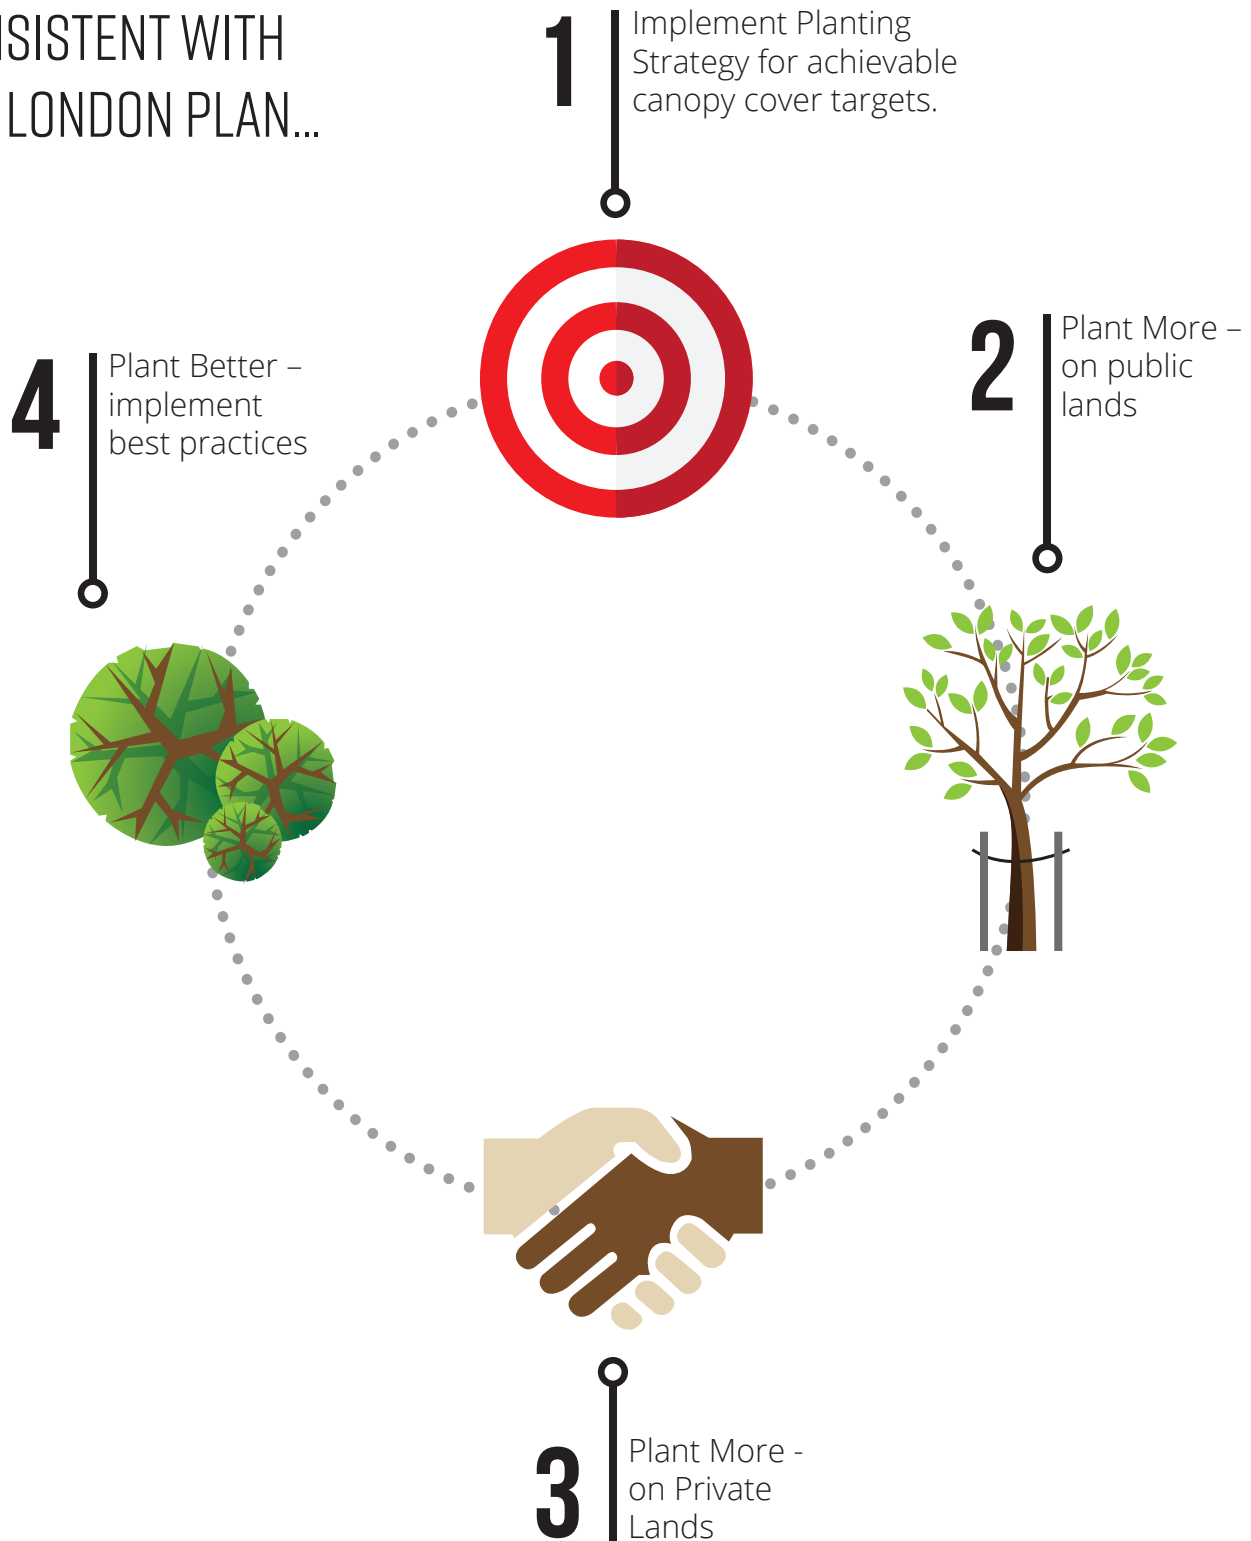 NSISTENT WITH
LONDON PLAN...
1
Implement Planting
Strategy for achievable
canopy cover targets.
2
Plant More –
on public
lands
4
Plant Better –
implement
best practices
3
Plant More -
on Private
Lands